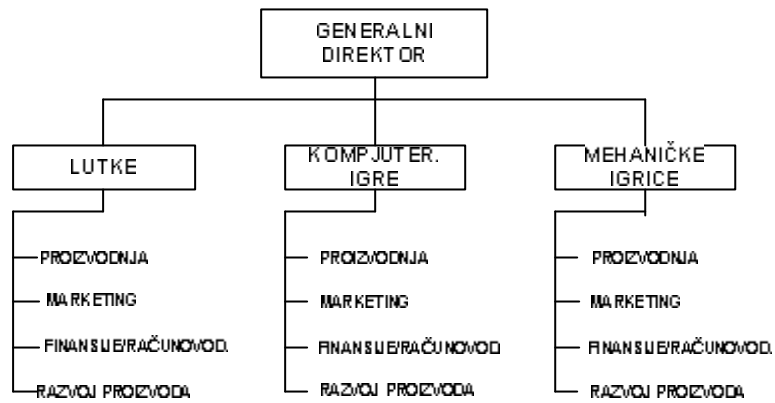 GENERALNI
DIREKTOR
LUTKE
KOMPJUTER.
IGRE
MEHANIČKE
IGRICE
PROIZVODNJA
MARKETING
FINANSIJE/RAČUNOVOD.
RAZVOJ PROIZVODA
PROIZVODNJA
MARKETING
FINANSIJE/RAČUNOVOD
RAZVOJ PROIZVODA
PROIZVODNJA
MARKETING
FINANSIJE/RAČUNOVOD.
RAZVOJ PROIZVODA